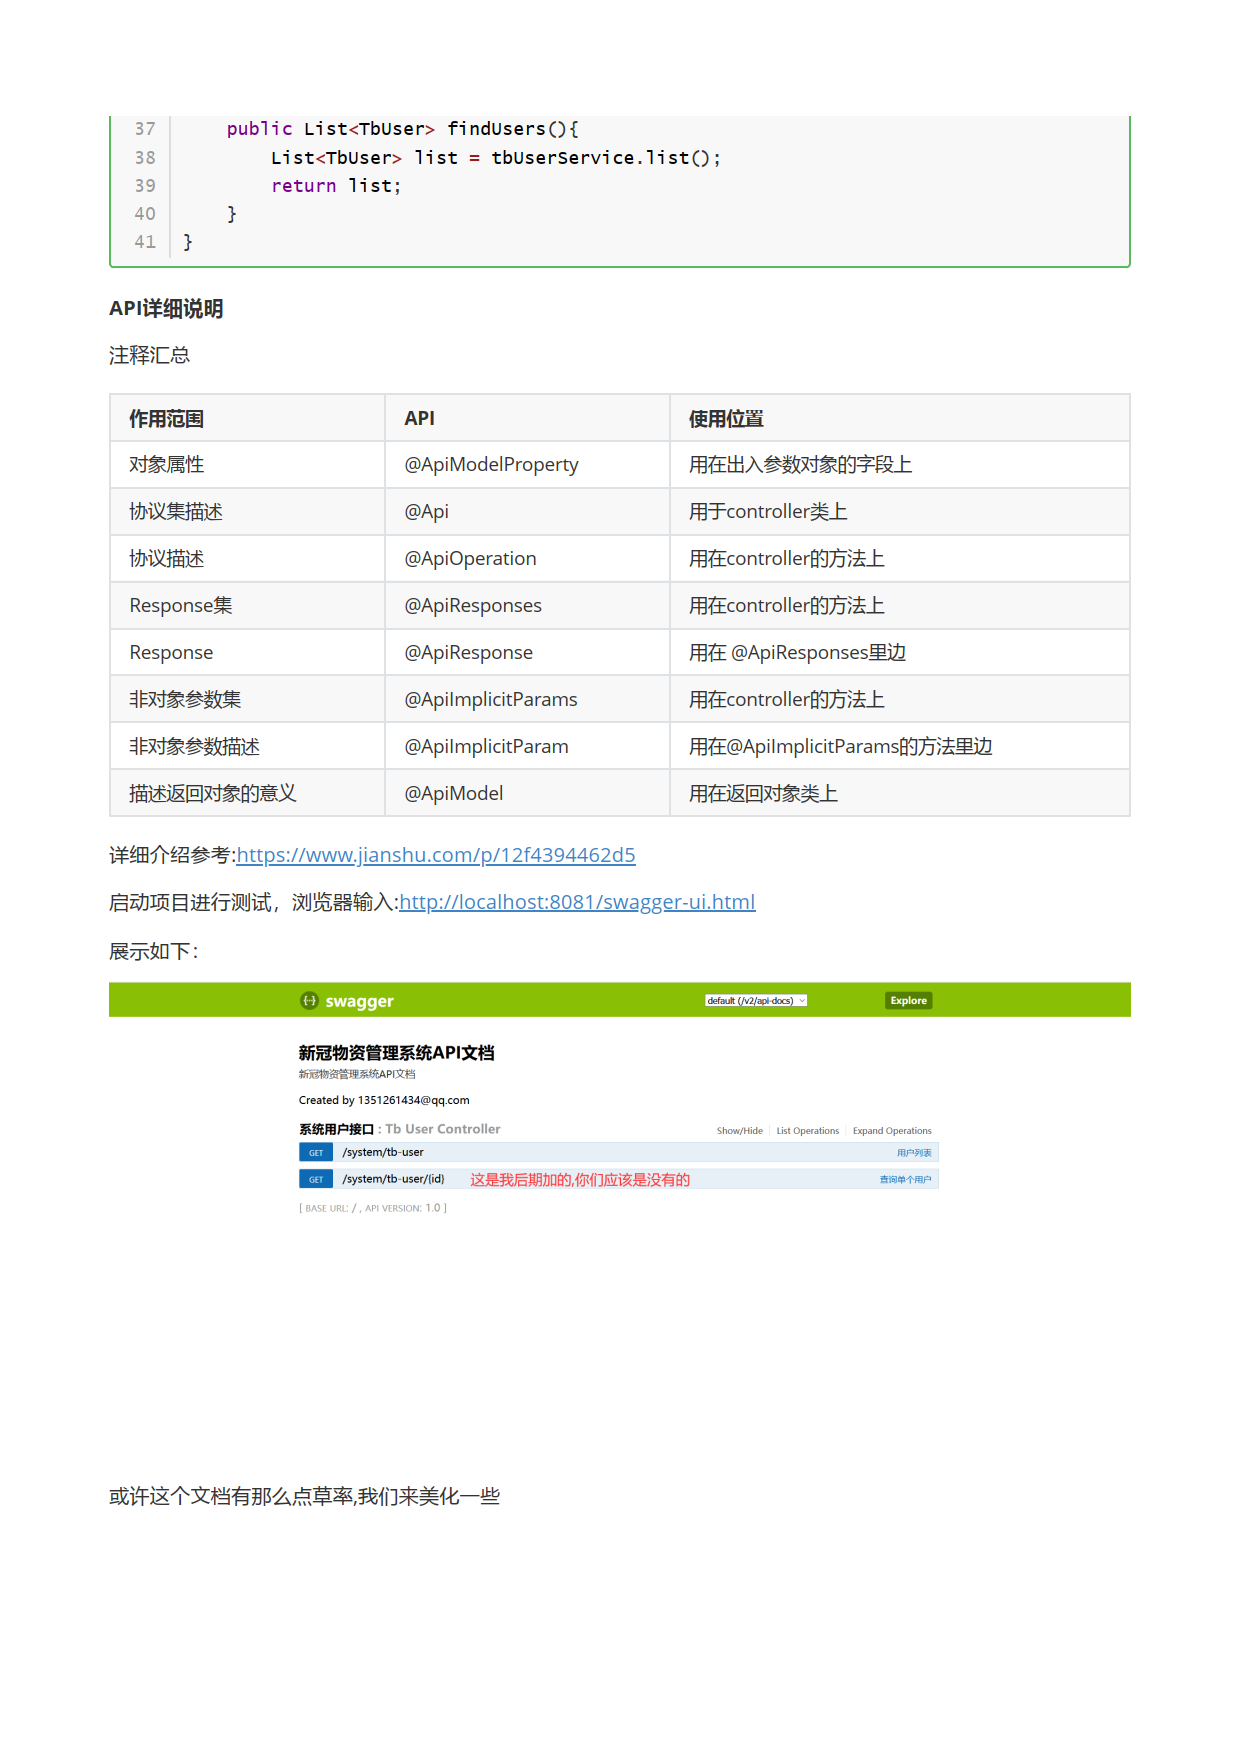 37 public List<TbUser> findUsers(){
38 List<TbUser> list = tbUserService.list();
39 return list;
40 }
41 }
API详细说明
注释汇总
作用范围 API 使用位置
对象属性 @ApiModelProperty 用在出入参数对象的字段上
协议集描述 @Api 用于controller类上
协议描述 @ApiOperation 用在controller的方法上
Response集 @ApiResponses 用在controller的方法上
Response @ApiResponse 用在 @ApiResponses里边
非对象参数集 @ApiImplicitParams 用在controller的方法上
非对象参数描述 @ApiImplicitParam 用在@ApiImplicitParams的方法里边
描述返回对象的意义 @ApiModel 用在返回对象类上
详细介绍参考:https://www.jianshu.com/p/12f4394462d5
启动项目进行测试，浏览器输入:http://localhost:8081/swagger-ui.html
展示如下：
{··} swagger default (/v2/api-docs) Explore
新冠物资管理系统API文档
新冠物资管理系统API文档
Created by 1351261434@qq.com
系统用户接口 : Tb User Controller Show/Hide List Operations Expand Operations
GET /system/tb-user 用户列表
GET /system/tb-user/{id} 这是我后期加的,你们应该是没有的 查询单个用户
[ BASE URL: / , API VERSION: 1.0 ]
或许这个文档有那么点草率,我们来美化一些